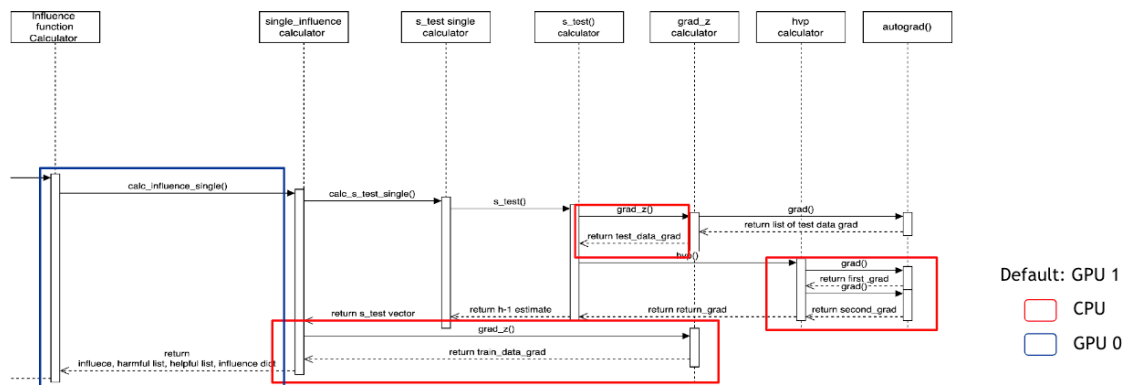 Influence
function
Calculator
single_influence
calculator
s_test single
calculator
s_test()
calculator
grad_z
calculator
hvp
calculator
autograd()
calc_influence_single()
calc_s_test_single()
s_test()
grad_z()
grad()
return list of test data grad
return test_data_grad
hvp()
grad()
return first_grad
grad()
return s_test vector
return h-1 estimate
return return_grad
return second_grad
grad_z()
return train_data_grad
return
influece, harmful list, helpful list, influence dict
Default: GPU 1
CPU
GPU 0